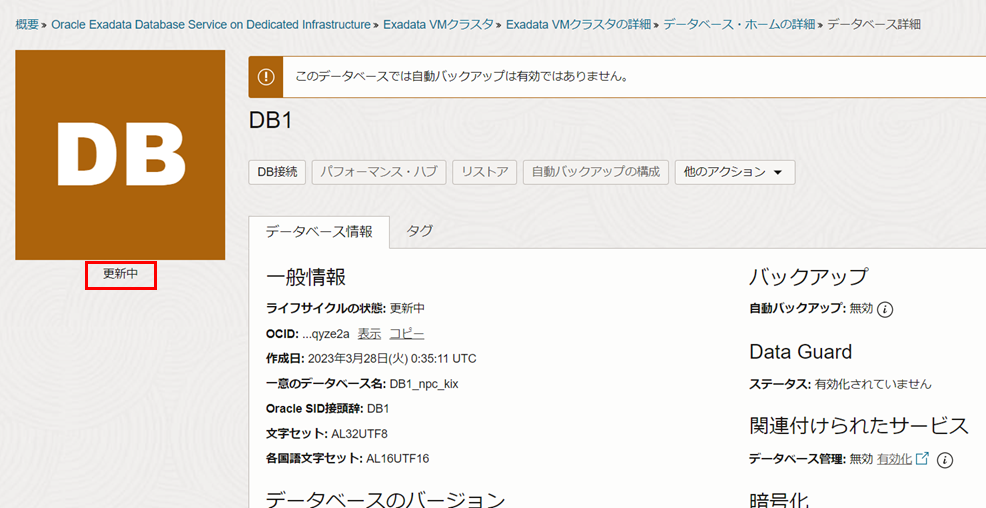 概要 » Oracle Exadata Database Service on Dedicated Infrastructure » Exadata VMクラスタ » Exadata VMクラスタの詳細 » データベース・ホームの詳細 » データベース詳細
DB
更新中
このデータベースでは自動バックアップは有効ではありません。
DB1
DB接続 パフォーマンス・ハブ リストア 自動バックアップの構成 他のアクション
データベース情報 タグ
一般情報
ライフサイクルの状態: 更新中
OCID: ...qyze2a 表示 コピー
作成日: 2023年3月28日(火) 0:35:11 UTC
一意のデータベース名: DB1_npc_kix
Oracle SID接頭辞: DB1
文字セット: AL32UTF8
各国語文字セット: AL16UTF16
データベースのバージョン
バックアップ
自動バックアップ: 無効
Data Guard
ステータス: 有効化されていません
関連付けられたサービス
データベース管理: 無効 有効化
暗号化